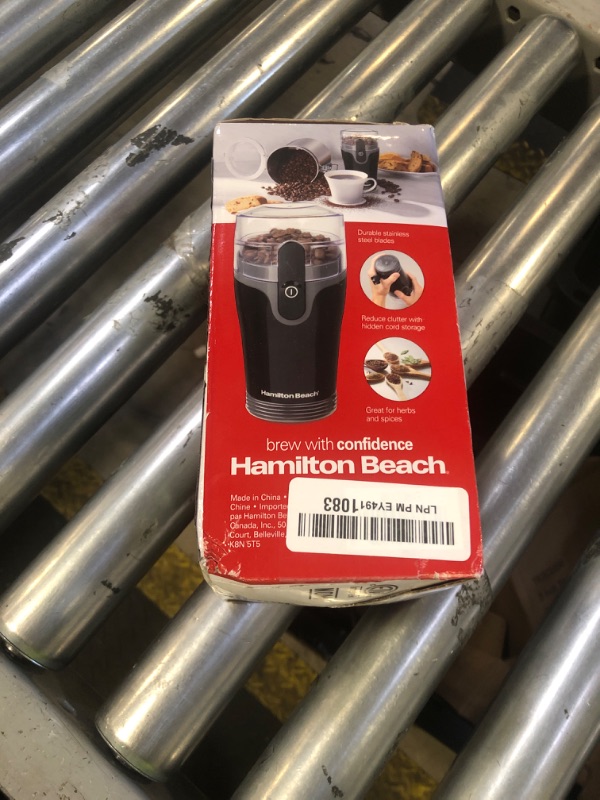 Durable stainless
steel blades
Reduce clutter with
hidden cord storage
Great for herbs
and spices
Hamilton Beach
brew with confidence
Hamilton Beach
Made in China •
Chine • Importe
par Hamilton Be
Canada, Inc., 50
Court, Belleville,
K8N 5T5
LPN PM EY4911083